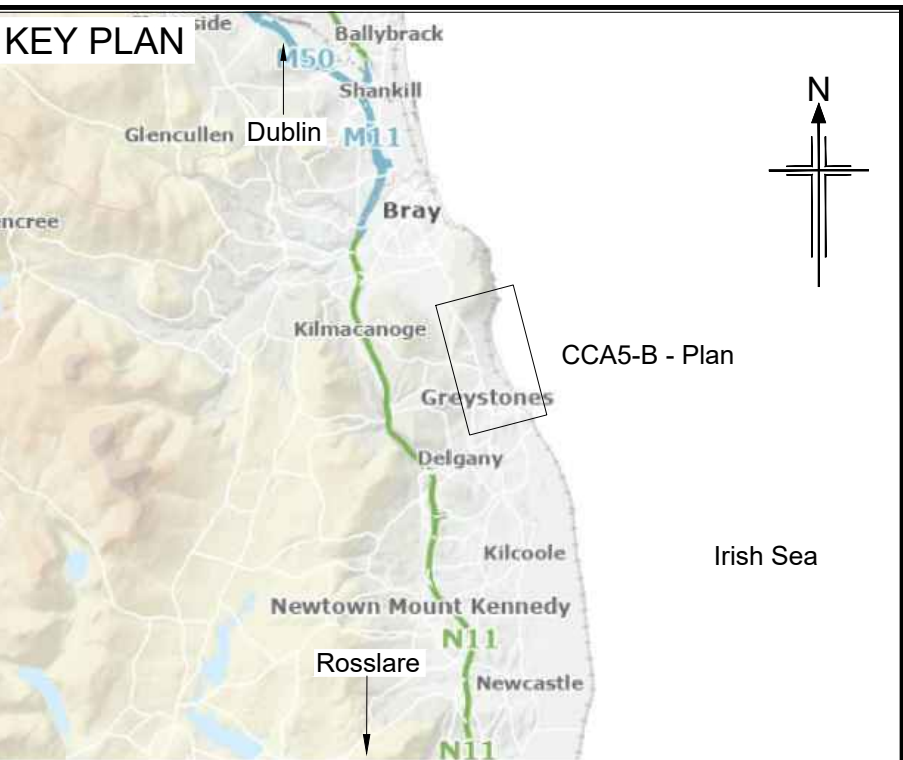 KEY PLAN
Ballybrack
M50
Shankill
Glencullen
Dublin
M11
N
Bray
Kilmacanoge
CCA5-B - Plan
Greystones
Delgany
Kilcoole
Irish Sea
Newtown Mount Kennedy
N11
Rosslare
Newcastle
N11